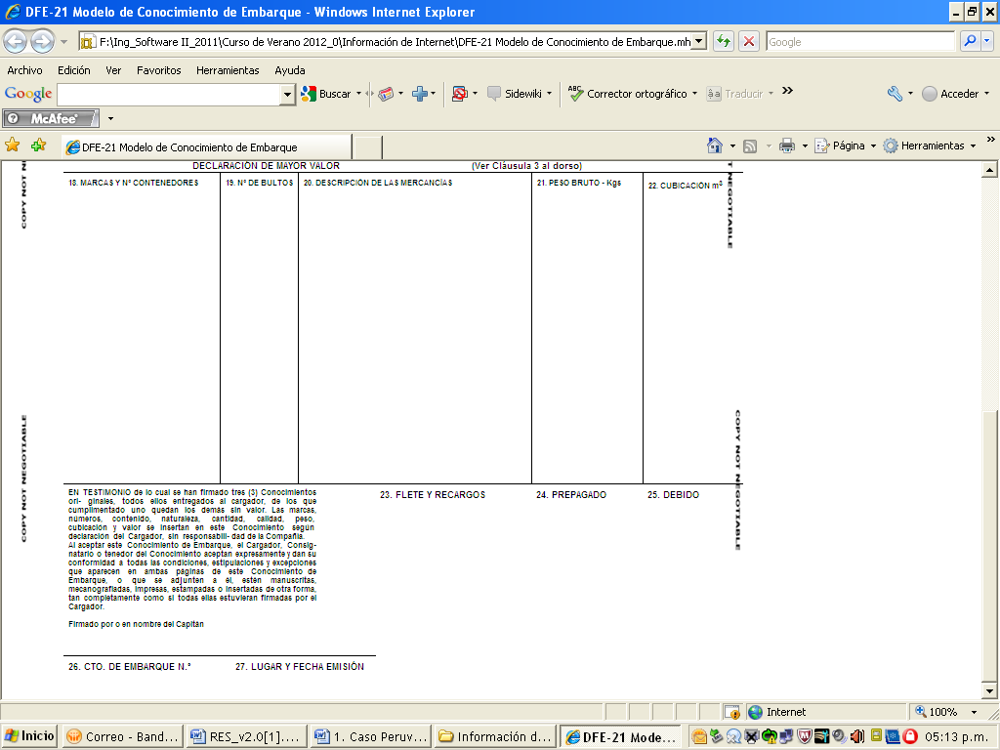 DFE-21 Modelo de Conocimiento de Embarque - Windows Internet Explorer
F:\Ing_Software II_2011\Curso de Verano 2012_0\Información de Internet\DFE-21 Modelo de Conocimiento de Embarque.mh
Google
Archivo Edición Ver Favoritos Herramientas Ayuda
Google Buscar Sidewiki ABC Corrector ortográfico aあ Traducir » Acceder
McAfee
DFE-21 Modelo de Conocimiento de Embarque Página Herramientas »
DECLARACIÓN DE MAYOR VALOR (Ver Cláusula 3 al dorso)
18. MARCAS Y Nº CONTENEDORES 19. Nº DE BULTOS 20. DESCRIPCIÓN DE LAS MERCANCÍAS 21. PESO BRUTO - Kgs 22. CUBICACIÓN m3
COPY NOT N
T NEGOTIABLE
COPY NOT NEGOTIABLE
COPY NOT NEGOTIABLE
EN TESTIMONIO de lo cual se han firmado tres (3) Conocimientos
ori- ginales, todos ellos entregados al cargador, de los que
cumplimentado uno quedan los demás sin valor. Las marcas,
números, contenido, naturaleza, cantidad, calidad, peso,
cubicación y valor se insertan en este Conocimiento según
declaración del Cargador, sin responsabili- dad de la Compañía.
Al aceptar este Conocimiento de Embarque, el Cargador, Consig-
natario o tenedor del Conocimiento aceptan expresamente y dan su
conformidad a todas las condiciones, estipulaciones y excepciones
que aparecen en ambas páginas de este Conocimiento de
Embarque, o que se adjunten a él, estén manuscritas,
mecanografiadas, impresas, estampadas o insertadas de otra forma,
tan completamente como si todas ellas estuvieran firmadas por el
Cargador.
Firmado por o en nombre del Capitán
23. FLETE Y RECARGOS 24. PREPAGADO 25. DEBIDO
26. CTO. DE EMBARQUE N.° 27. LUGAR Y FECHA EMISIÓN
Internet 100%
Inicio Correo - Band... RES_v2.0[1].... 1. Caso Peruv... Información d... DFE-21 Mode... 05:13 p.m.